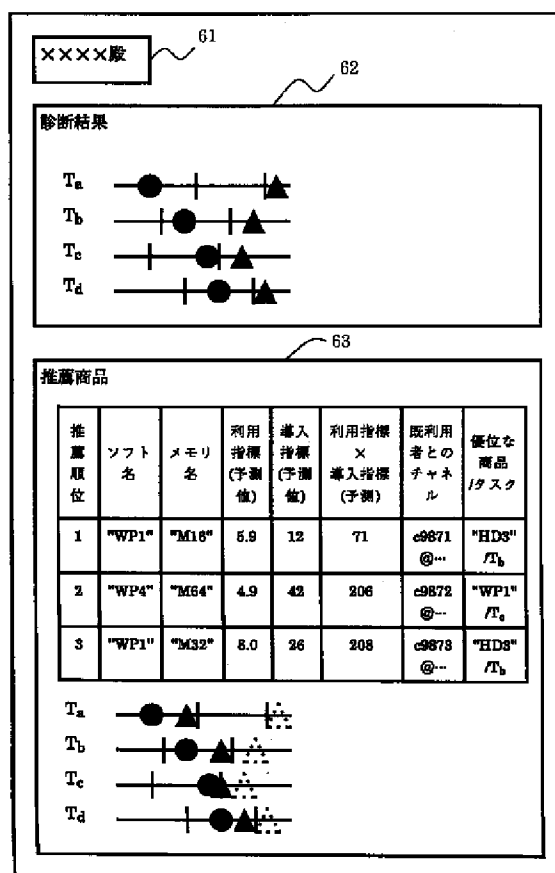 61
××××殿
62
診断結果
Ta
Tb
Tc
Td
63
推薦商品
推薦順位 ソフト名 メモリ名 利用指標(予測値)導入指標(予測値) 利用指標×導入指標(予測) 既利用者とのチャネル 優位な商品/タスク
1 "WP1" "M16" 5.9 12 71 c9871@… "HD3"/Tb
2 "WP4" "M64" 4.9 42 206 c9872@… "WP1"/Tc
3 "WP1" "M32" 8.0 26 208 c9873@… "HD3"/Tb
Ta
Tb
Tc
Td